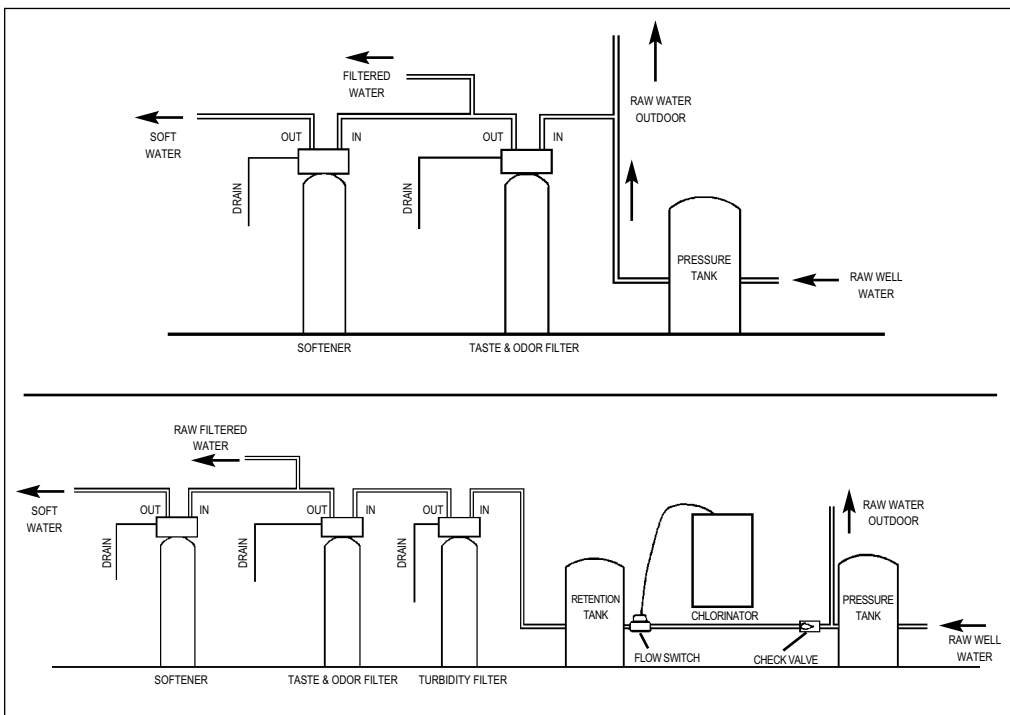 FILTERED
WATER
RAW WATER
OUTDOOR
SOFT
WATER
OUT
IN
OUT
IN
DRAIN
DRAIN
PRESSURE
TANK
RAW WELL
WATER
SOFTENER
TASTE & ODOR FILTER
RAW FILTERED
WATER
SOFT
WATER
OUT
IN
OUT
IN
OUT
IN
RAW WATER
OUTDOOR
DRAIN
DRAIN
DRAIN
RETENTION
TANK
CHLORINATOR
PRESSURE
TANK
FLOW SWITCH
CHECK VALVE
RAW WELL
WATER
SOFTENER
TASTE & ODOR FILTER
TURBIDITY FILTER